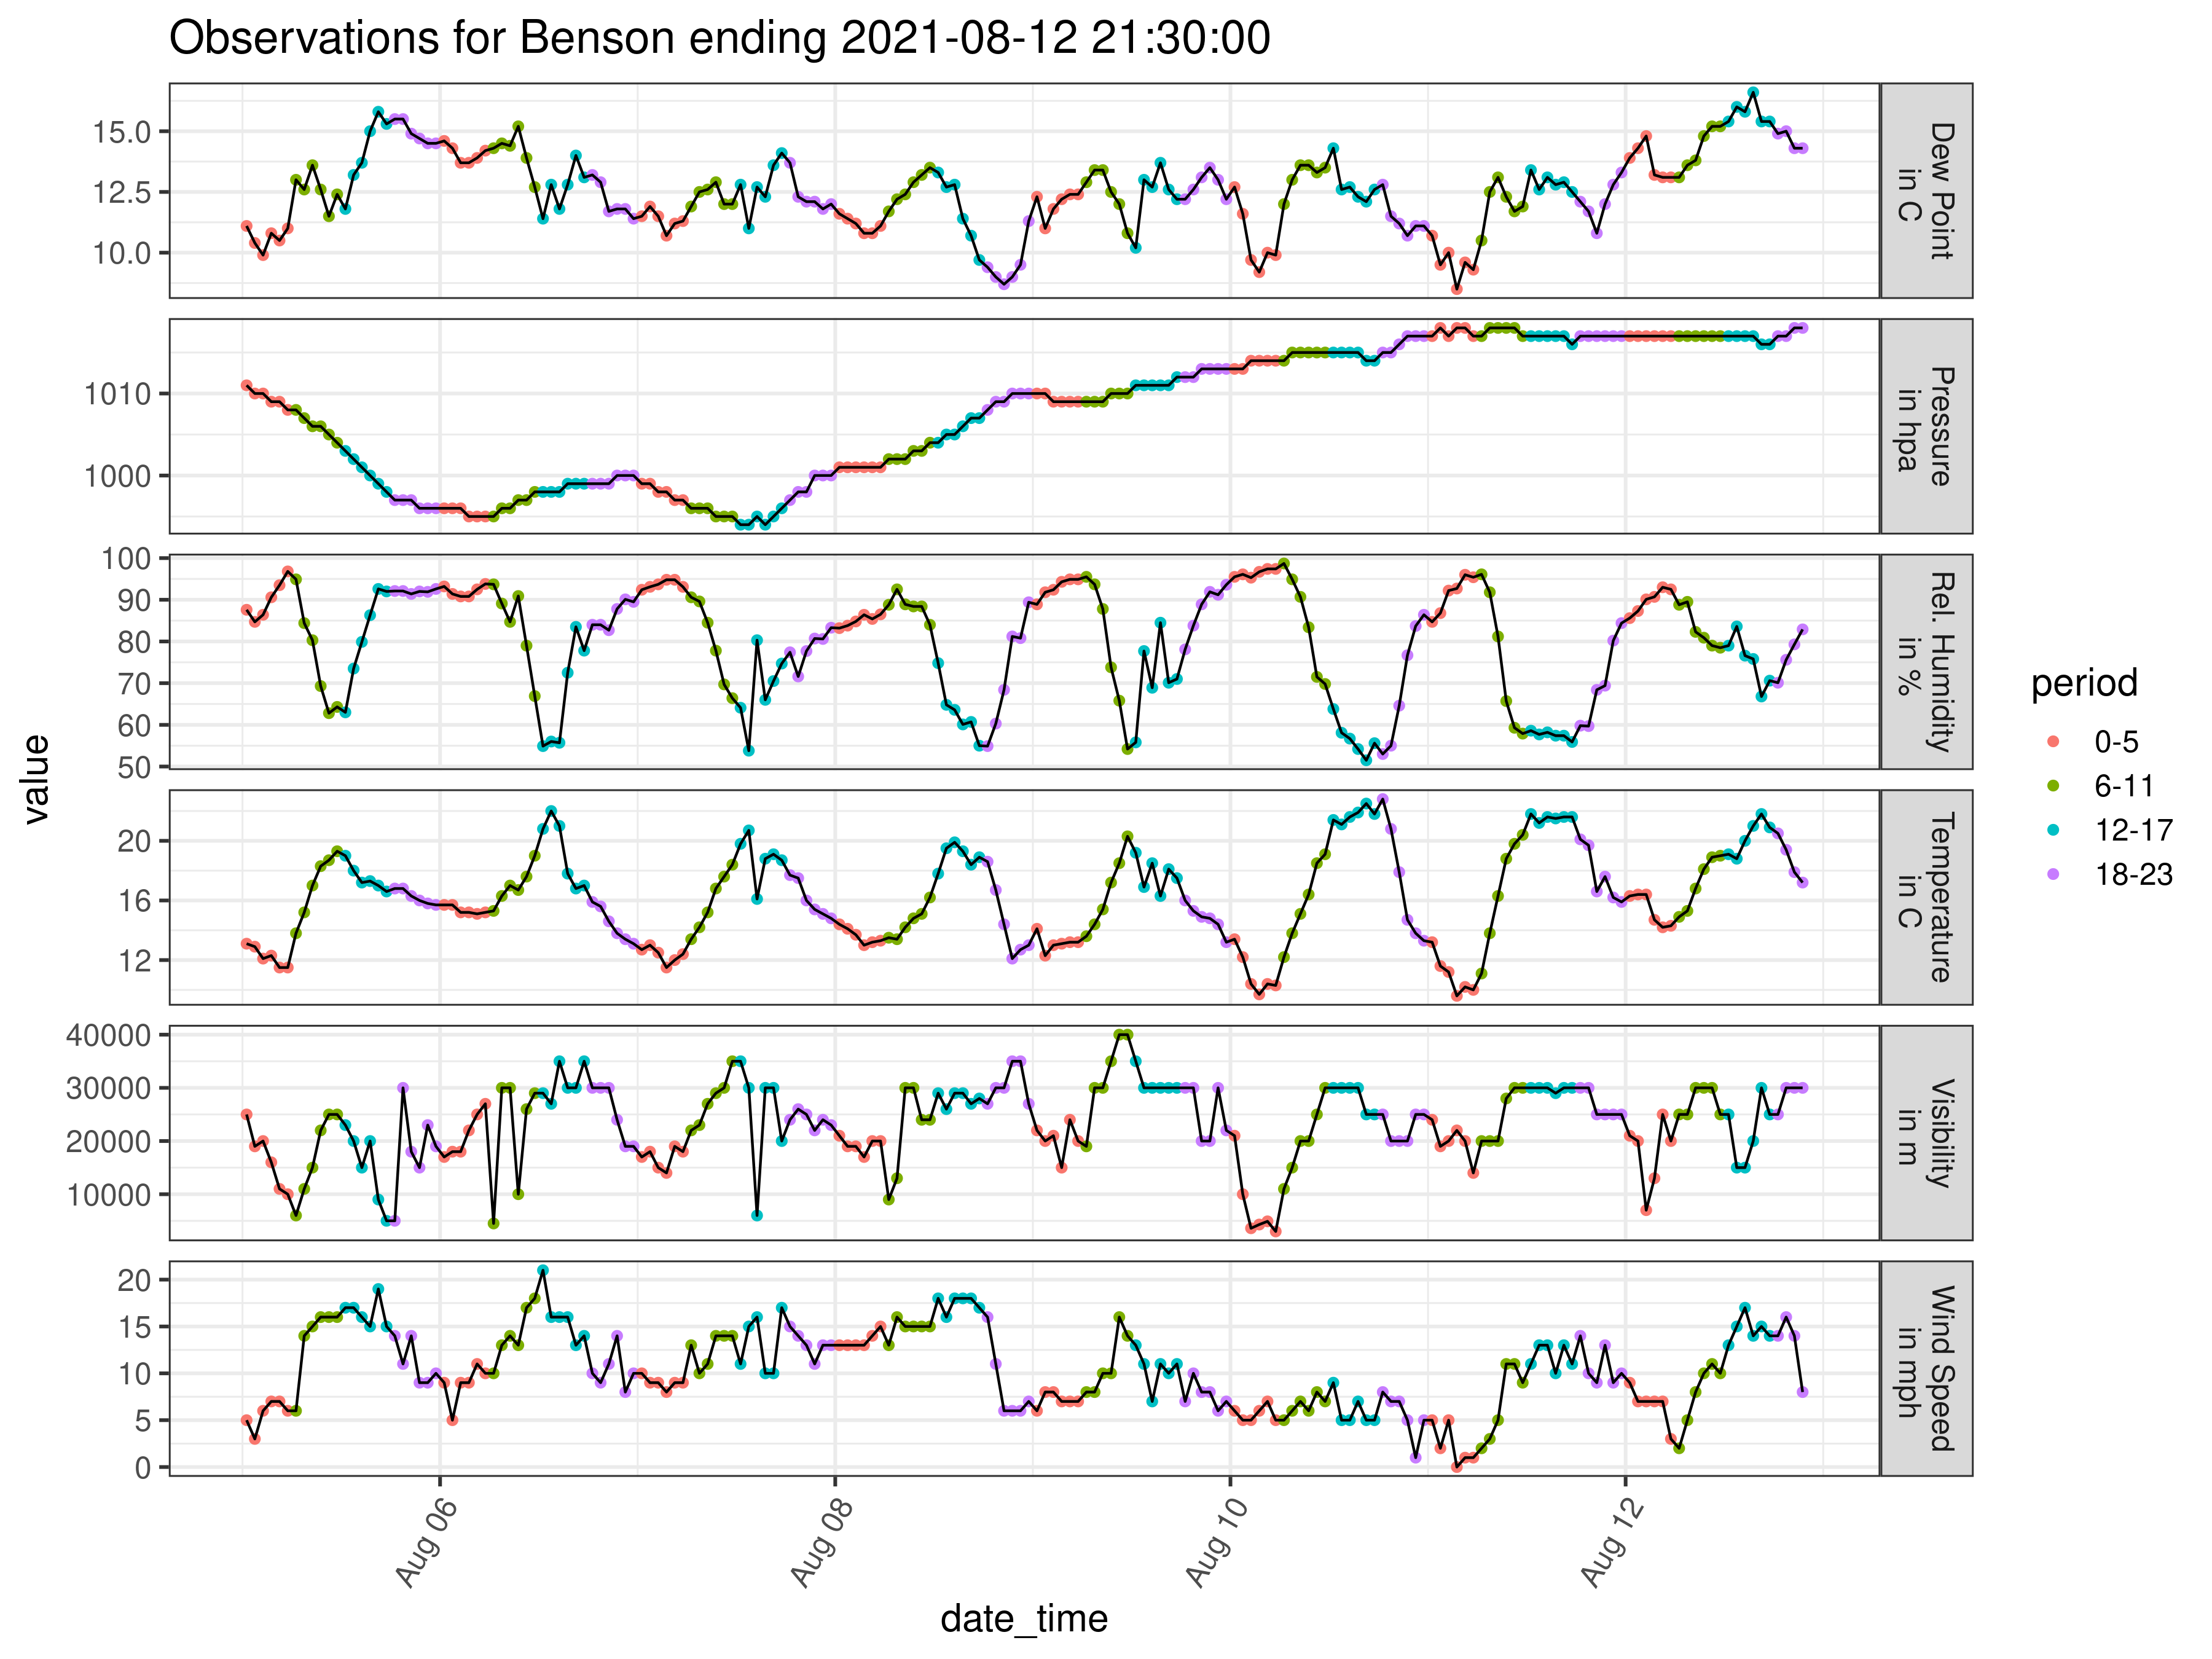 Observations for Benson ending 2021-08-12 21:30:00
value
15.0
12.5
10.0
Dew Point
in C
1010
1000
Pressure
in hpa
100
90
80
70
60
50
Rel. Humidity
in %
20
16
12
Temperature
in C
40000
30000
20000
10000
Visibility
in m
20
15
10
5
0
Wind Speed
in mph
Aug 06
Aug 08
Aug 10
Aug 12
date_time
period
0-5
6-11
12-17
18-23